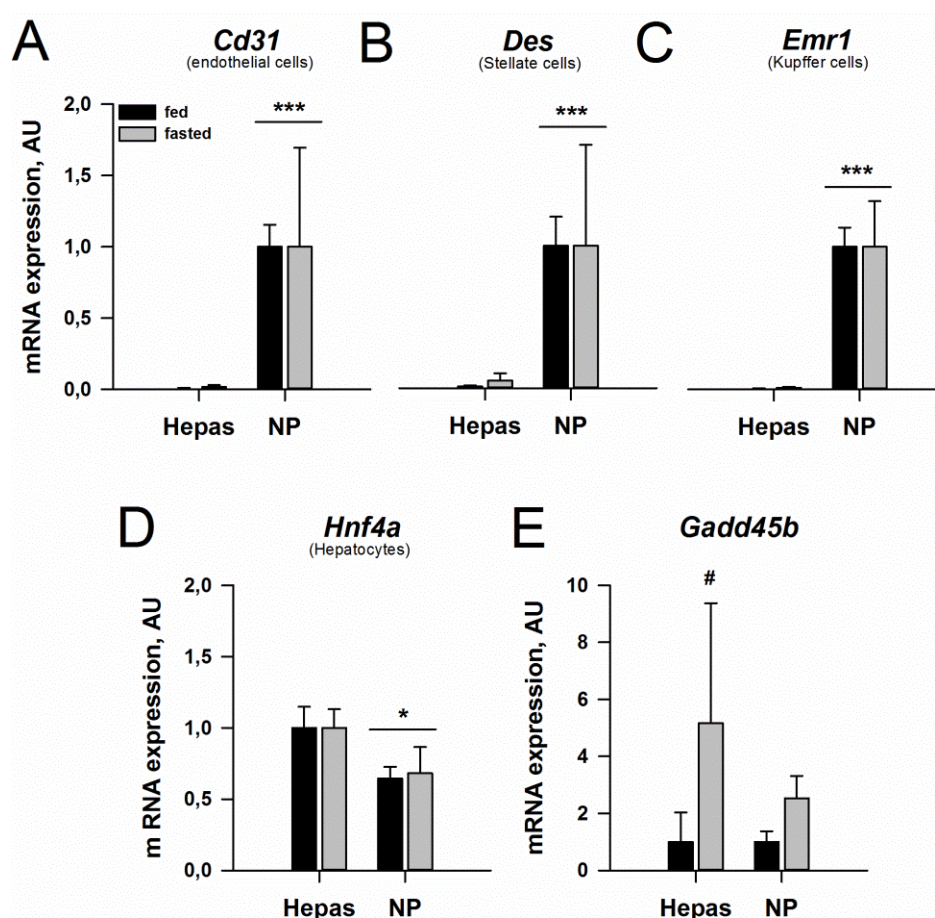 A
Cd31
(endothelial cells)
B
Des
(Stellate cells)
C
Emr1
(Kupffer cells)
mRNA expression, AU
2,0
1,5
1,0
0,5
0,0
fed
fasted
***
***
***
Hepas NP
Hepas NP
Hepas NP
D
Hnf4a
(Hepatocytes)
E
Gadd45b
m RNA expression, AU
2,0
1,5
1,0
0,5
0,0
*
Hepas NP
mRNA expression, AU
10
8
6
4
2
0
#
Hepas NP